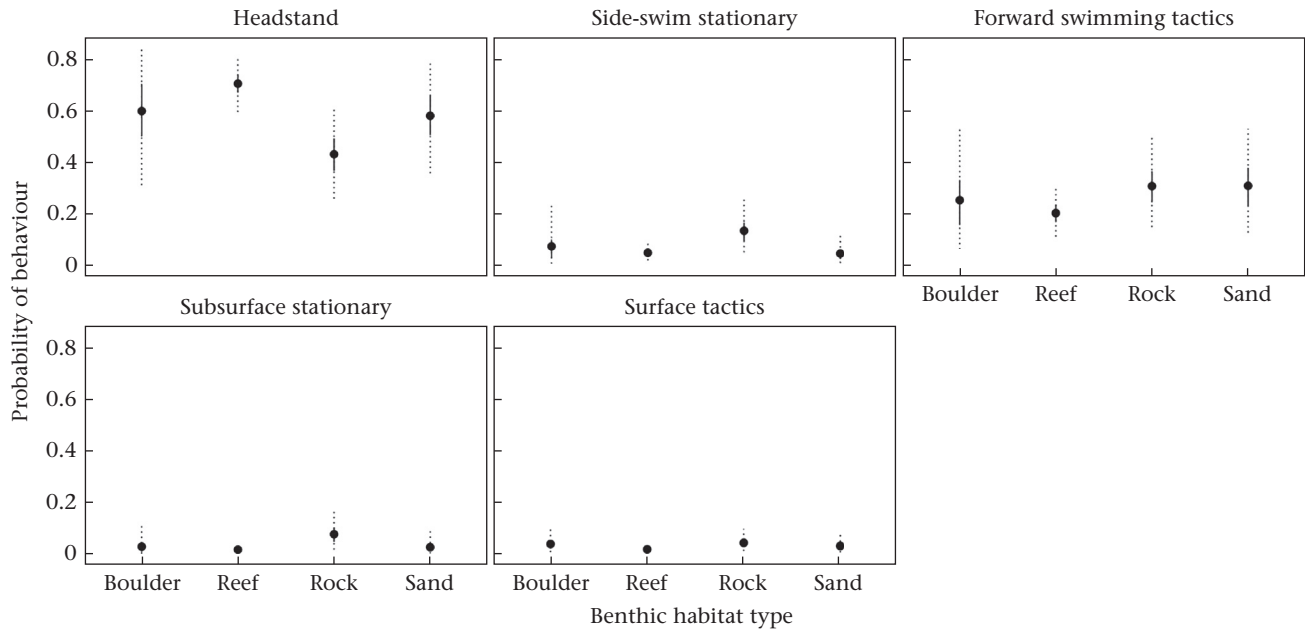 Headstand
Side-swim stationary
Forward swimming tactics
0.8
0.6
0.4
0.2
0
Boulder Reef Rock Sand
Subsurface stationary
Surface tactics
0.8
0.6
0.4
0.2
0
Boulder Reef Rock Sand
Boulder Reef Rock Sand
Probability of behaviour
Benthic habitat type